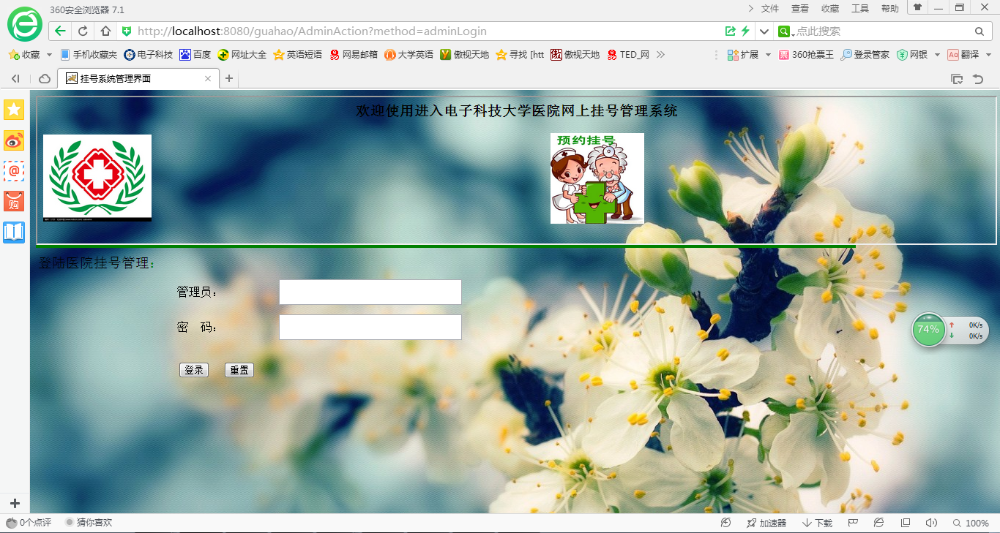 360安全浏览器 7.1
文件 查看 收藏 工具 帮助
http://localhost:8080/guahao/AdminAction?method=adminLogin
点此搜索
收藏 手机收藏夹 电子科技 百度 网址大全 英语短语 网易邮箱 大学英语 傲视天地 寻找 [htt 傲视天地 TED_网 扩展 360抢票王 登录管家 网银 翻译
挂号系统管理界面
欢迎使用进入电子科技大学医院网上挂号管理系统
预约挂号
购
登陆医院挂号管理：
管理员：
密 码：
登录 重置
74% 0K/s
0K/s
0个点评 猜你喜欢 加速器 下载 100%